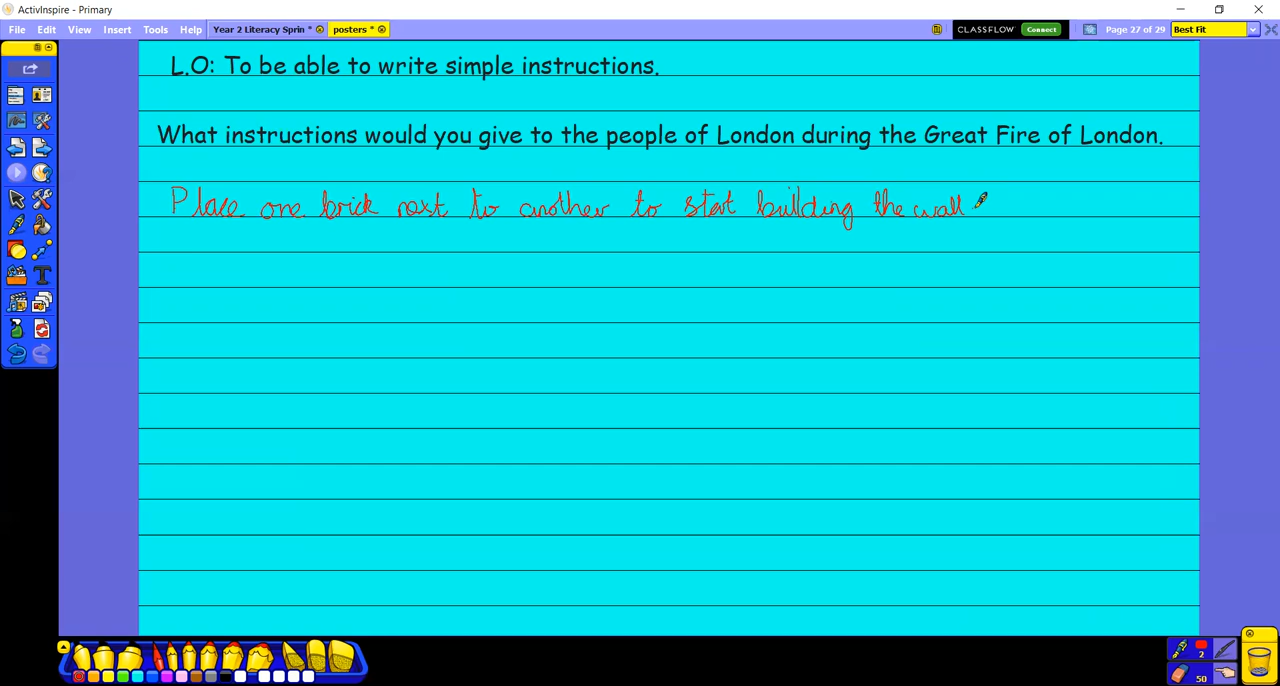 ActivInspire - Primary
File Edit View Insert Tools Help Year 2 Literacy Sprin * posters * CLASSFLOW Connect Page 27 of 29 Best Fit
L.O: To be able to write simple instructions.
What instructions would you give to the people of London during the Great Fire of London.
Place one brick next to another to start building the wall
2
50